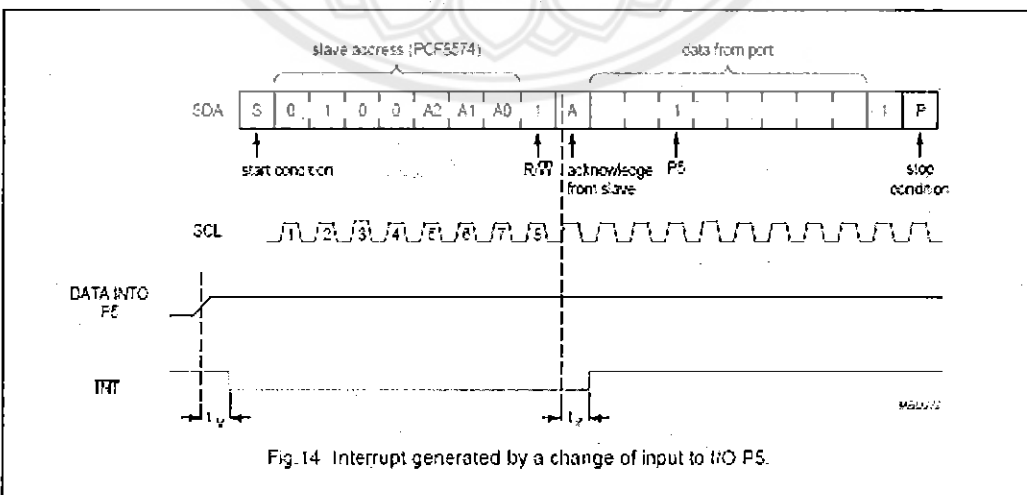 slave address (PCF8574)
data from port
SDA S 0 1 0 0 A2 A1 A0 1 A 1 1 P
start condition
R/W
acknowledge
from slave
P5
stop
condition
SCL 1 2 3 4 5 6 7 8
DATA INTO
P5
INT
t
t
Fig.14 Interrupt generated by a change of input to I/O P5.